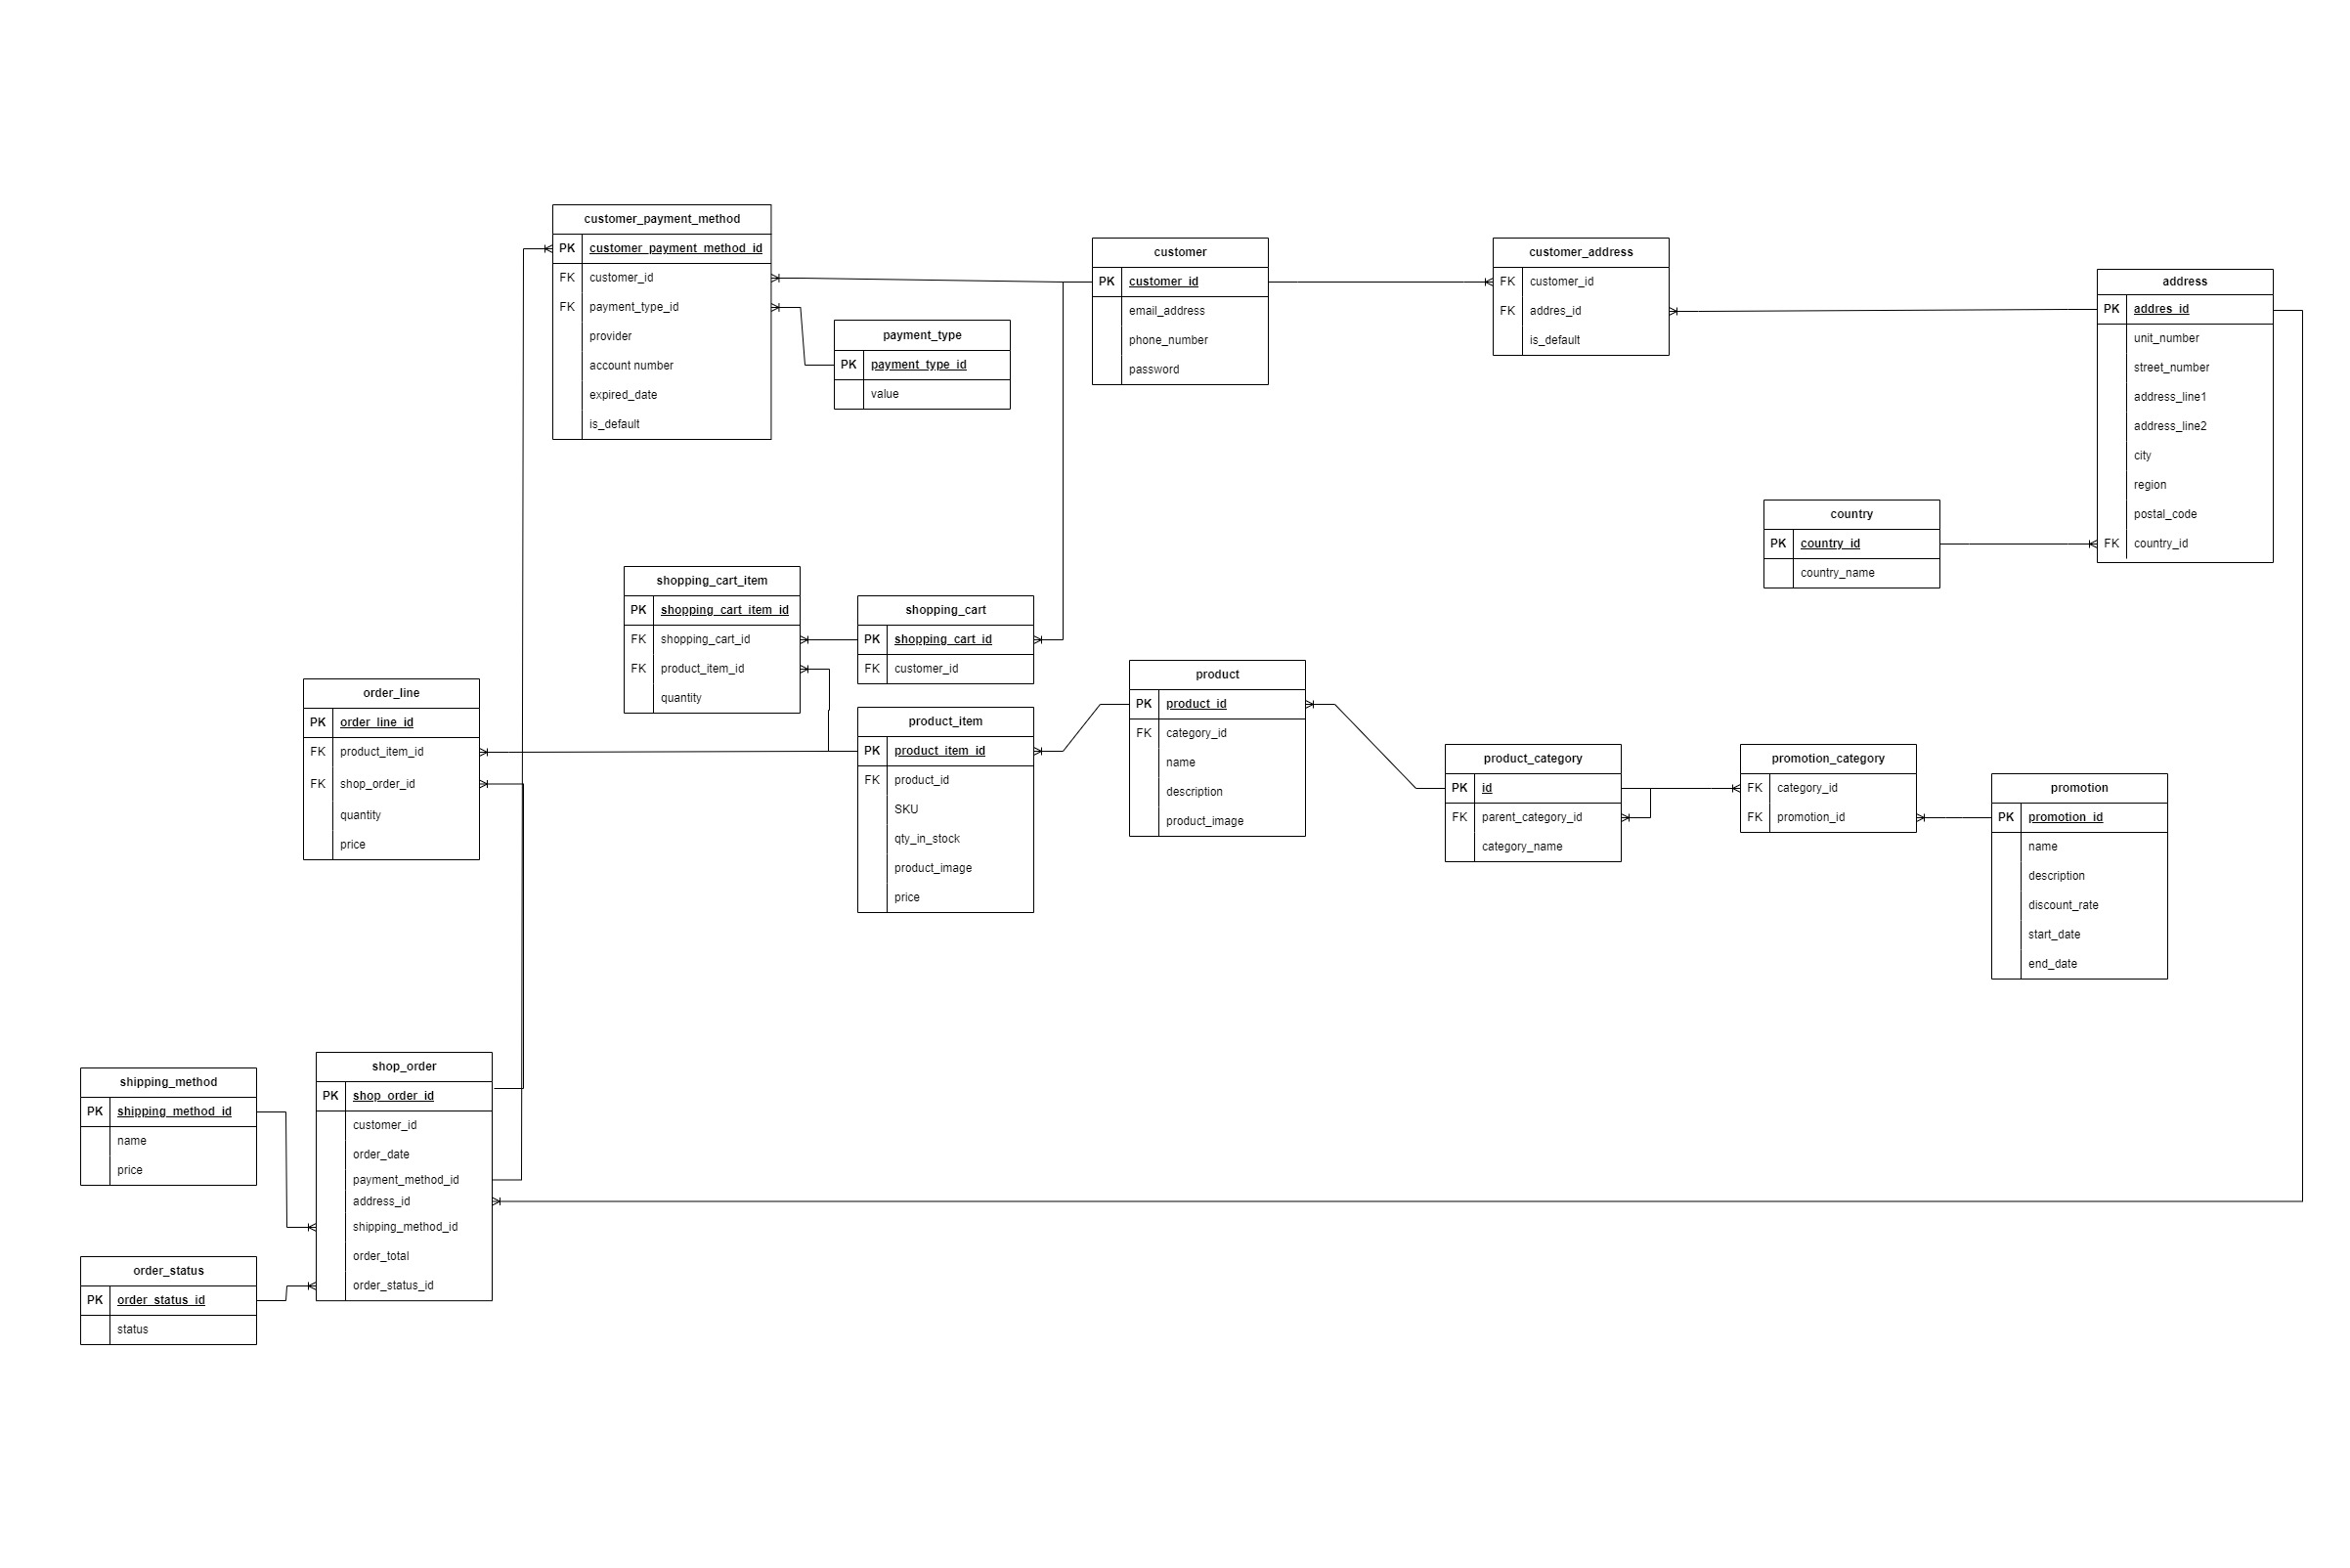 customer_payment_method
PK customer_payment_method_id
FK customer_id
FK payment_type_id
provider
account number
expired_date
is_default
payment_type
PK payment_type_id
value
customer
PK customer_id
email_address
phone_number
password
customer_address
FK customer_id
FK addres_id
is_default
address
PK addres_id
unit_number
street_number
address_line1
address_line2
city
region
postal_code
FK country_id
country
PK country_id
country_name
shopping_cart_item
PK shopping_cart_item_id
FK shopping_cart_id
FK product_item_id
quantity
shopping_cart
PK shopping_cart_id
FK customer_id
order_line
PK order_line_id
FK product_item_id
FK shop_order_id
quantity
price
product_item
PK product_item_id
FK product_id
SKU
qty_in_stock
product_image
price
product
PK product_id
FK category_id
name
description
product_image
product_category
PK id
FK parent_category_id
category_name
promotion_category
FK category_id
FK promotion_id
promotion
PK promotion_id
name
description
discount_rate
start_date
end_date
shipping_method
PK shipping_method_id
name
price
shop_order
PK shop_order_id
customer_id
order_date
payment_method_id
address_id
shipping_method_id
order_total
order_status_id
order_status
PK order_status_id
status